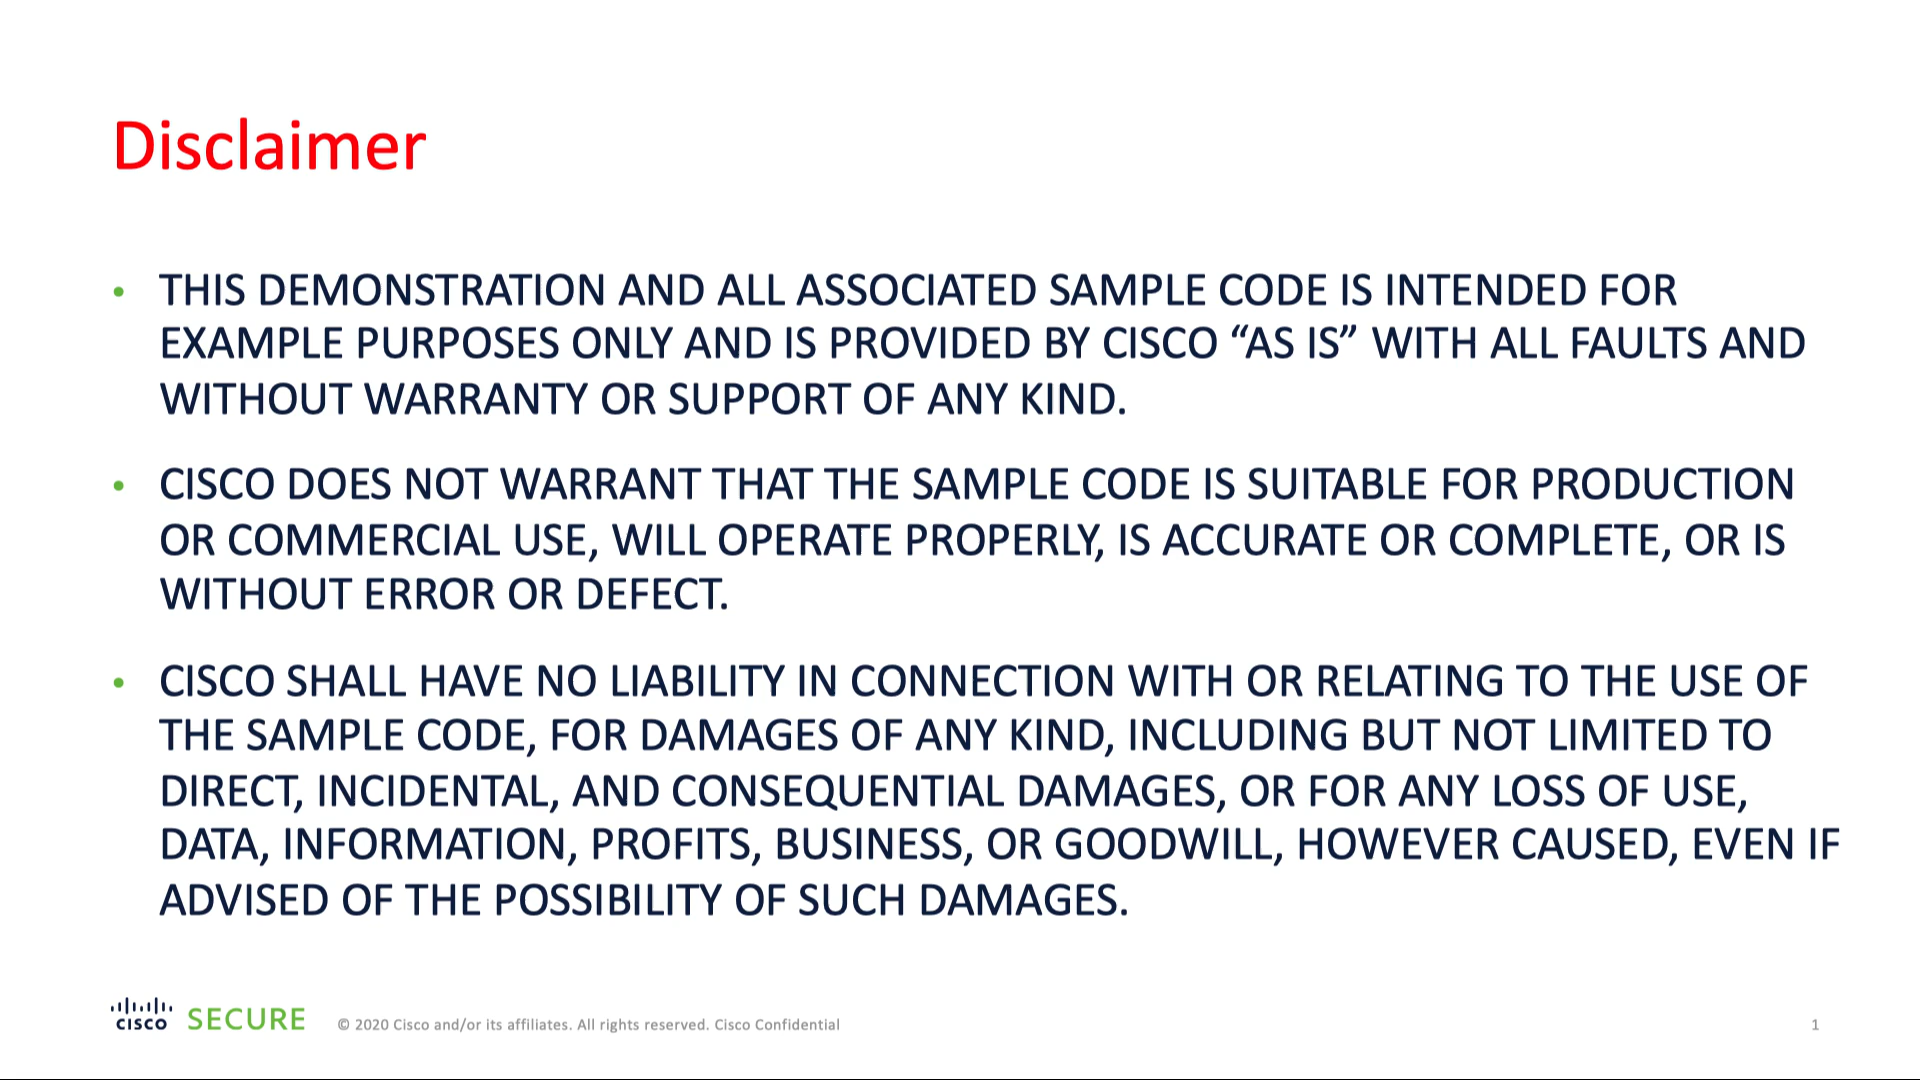 Disclaimer
• THIS DEMONSTRATION AND ALL ASSOCIATED SAMPLE CODE IS INTENDED FOR
EXAMPLE PURPOSES ONLY AND IS PROVIDED BY CISCO “AS IS” WITH ALL FAULTS AND
WITHOUT WARRANTY OR SUPPORT OF ANY KIND.
• CISCO DOES NOT WARRANT THAT THE SAMPLE CODE IS SUITABLE FOR PRODUCTION
OR COMMERCIAL USE, WILL OPERATE PROPERLY, IS ACCURATE OR COMPLETE, OR IS
WITHOUT ERROR OR DEFECT.
• CISCO SHALL HAVE NO LIABILITY IN CONNECTION WITH OR RELATING TO THE USE OF
THE SAMPLE CODE, FOR DAMAGES OF ANY KIND, INCLUDING BUT NOT LIMITED TO
DIRECT, INCIDENTAL, AND CONSEQUENTIAL DAMAGES, OR FOR ANY LOSS OF USE,
DATA, INFORMATION, PROFITS, BUSINESS, OR GOODWILL, HOWEVER CAUSED, EVEN IF
ADVISED OF THE POSSIBILITY OF SUCH DAMAGES.
CISCO SECURE © 2020 Cisco and/or its affiliates. All rights reserved. Cisco Confidential 1